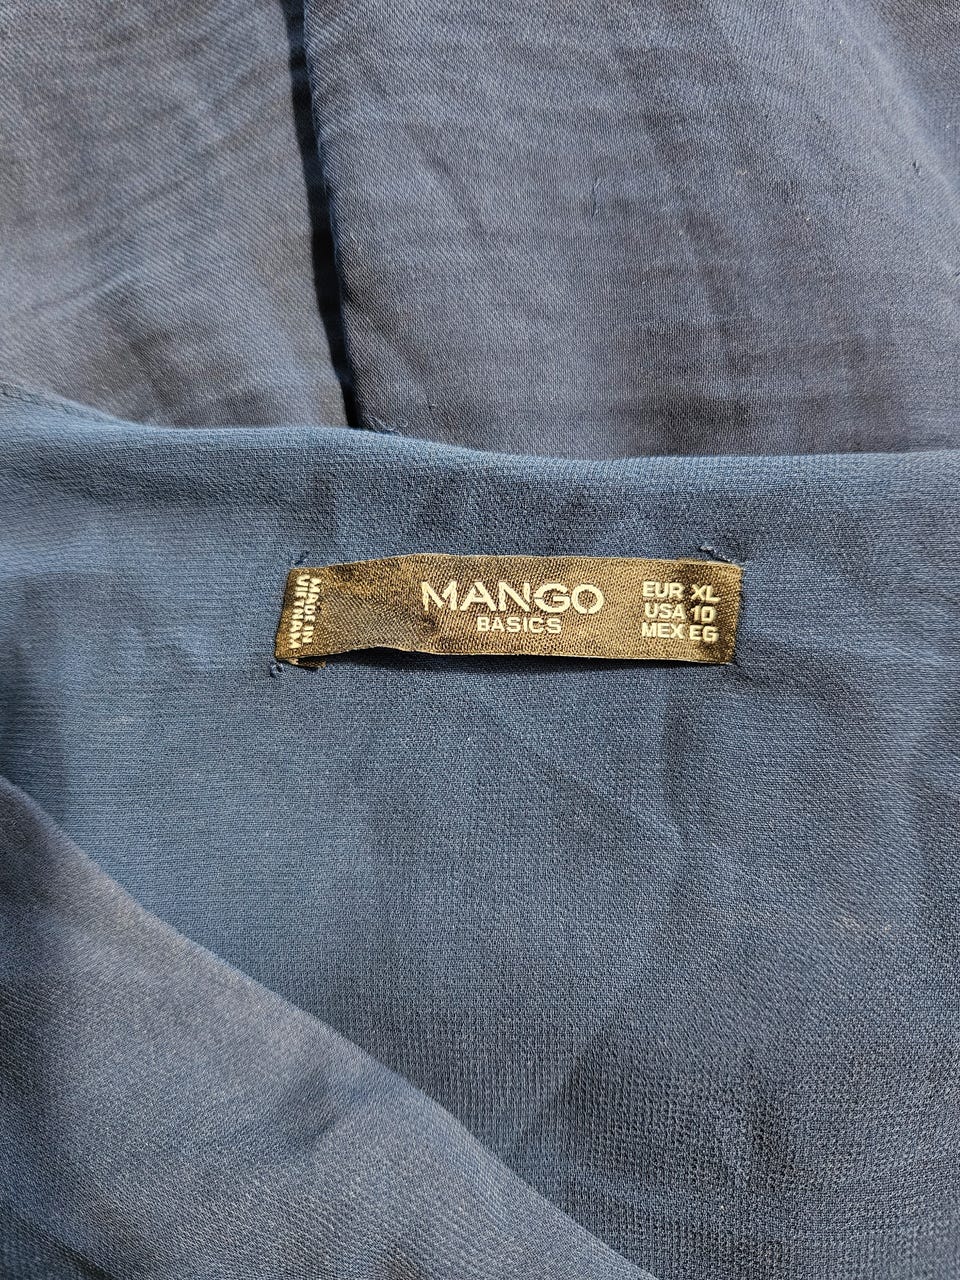 MADE IN
VIETNAM
MANGO
BASICS
EUR XL
USA 10
MEX EG